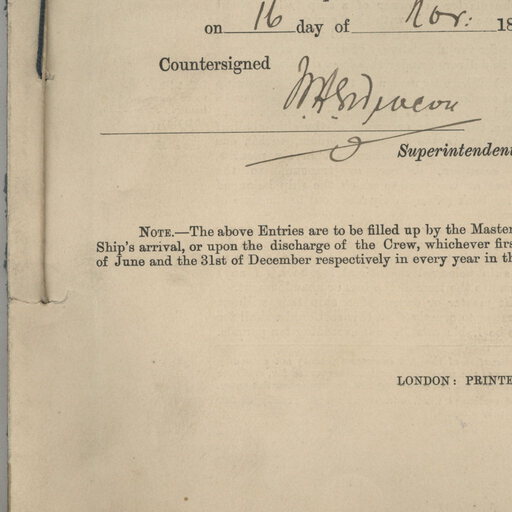 on 16 day of Nov: 18
Countersigned
Superintendent
NOTE.—The above Entries are to be filled up by the Master
Ship's arrival, or upon the discharge of the Crew, whichever firs
of June and the 31st of December respectively in every year in th
LONDON: PRINTE